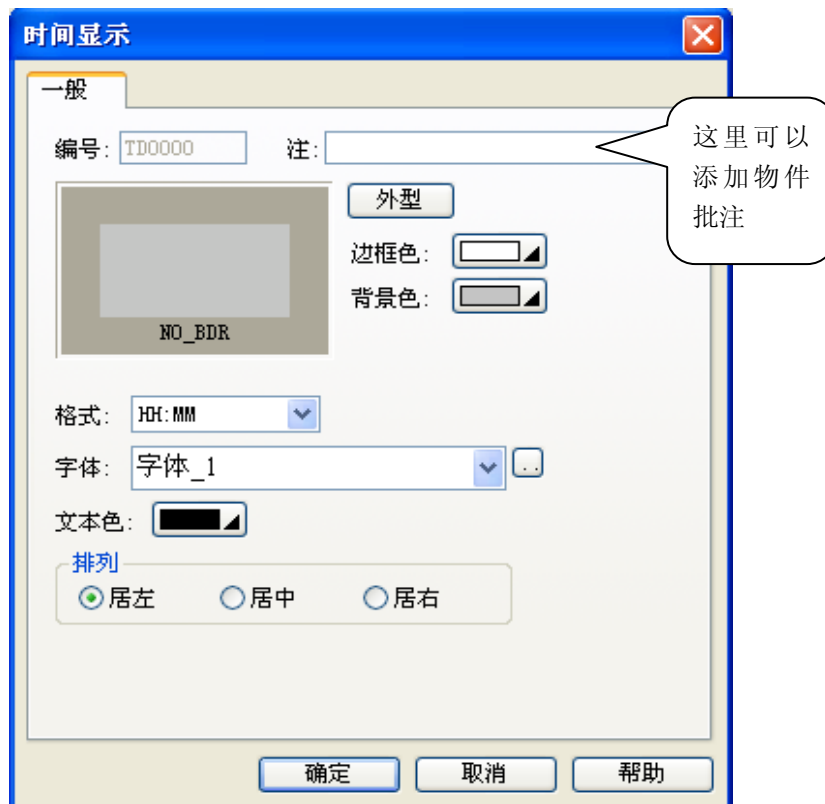 时间显示
一般
编号: TD0000 注:
这里可以
添加物件
批注
外型
边框色:
背景色:
NO_BDR
格式: HH:MM
字体: 字体_1 ..
文本色:
排列
居左 居中 居右
确定 取消 帮助